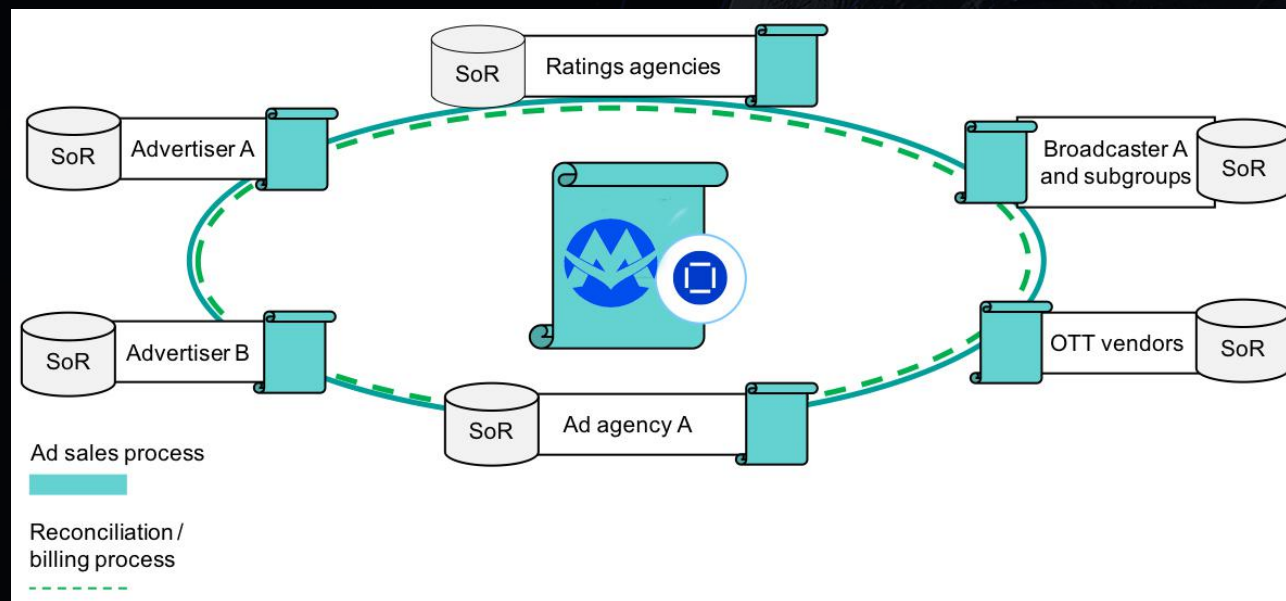 SoR
Ratings agencies
SoR
Advertiser A
Broadcaster A
and subgroups
SoR
SoR
Advertiser B
OTT vendors
SoR
SoR
Ad agency A
Ad sales process
Reconciliation /
billing process